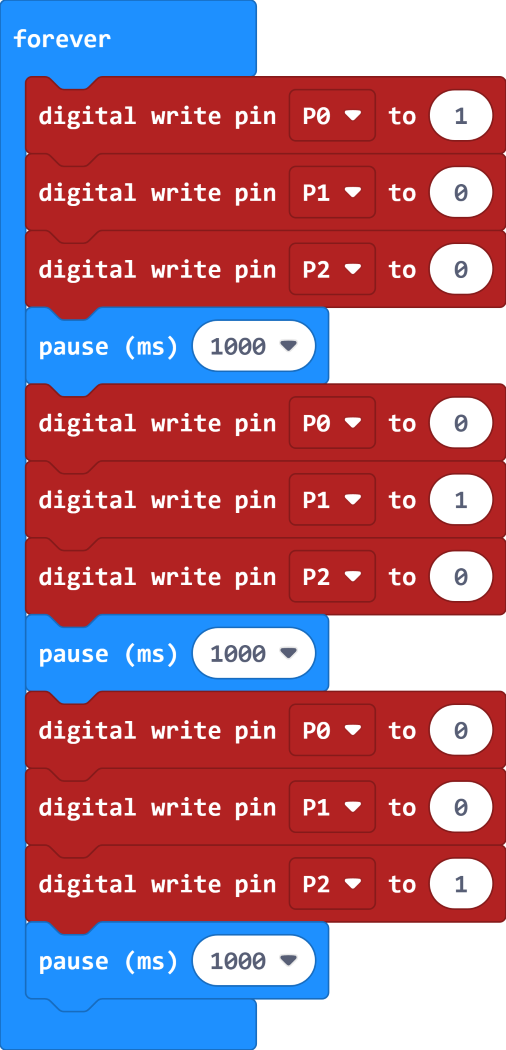 forever
digital write pin P0 to 1
digital write pin P1 to 0
digital write pin P2 to 0
pause (ms) 1000
digital write pin P0 to 0
digital write pin P1 to 1
digital write pin P2 to 0
pause (ms) 1000
digital write pin P0 to 0
digital write pin P1 to 0
digital write pin P2 to 1
pause (ms) 1000